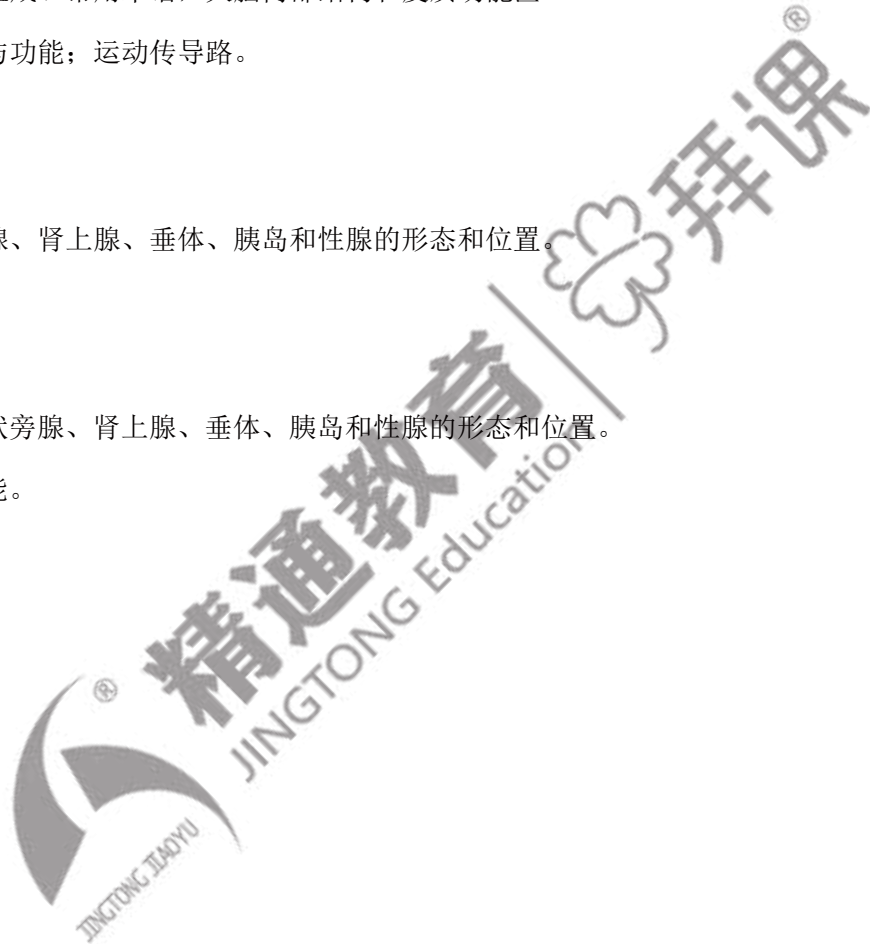 与功能；运动传导路。
腺、肾上腺、垂体、胰岛和性腺的形态和位置。
状旁腺、肾上腺、垂体、胰岛和性腺的形态和位置。
能。
精通教育 | 拜课®
JINGTONG Education
®
JINGTONG JIAOYU